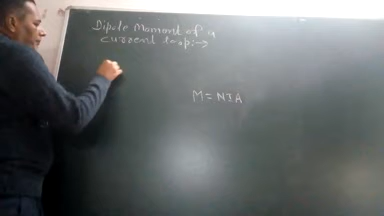 Dipole Moment of a
current loop:→
M = NIA